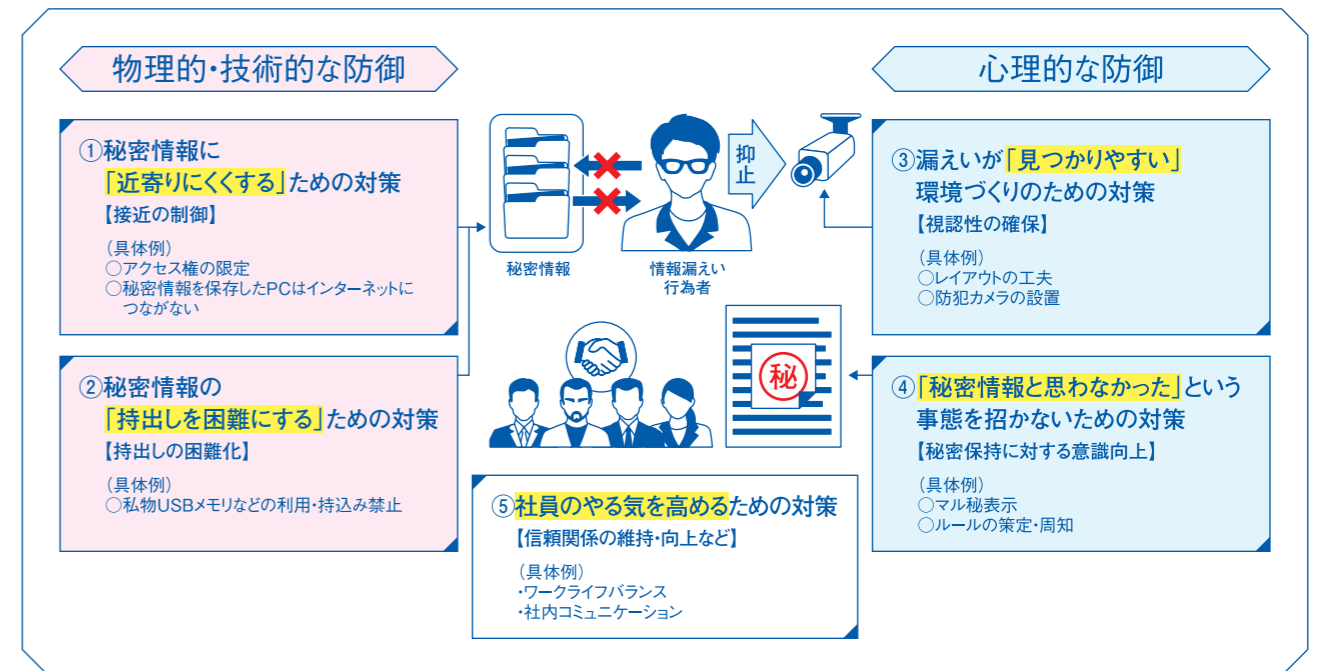 物理的・技術的な防御
①秘密情報に
「近寄りにくくする」ための対策
【接近の制御】
（具体例）
○アクセス権の限定
○秘密情報を保存したPCはインターネットに
つながない
②秘密情報の
「持出しを困難にする」ための対策
【持出しの困難化】
（具体例）
○私物USBメモリなどの利用・持込み禁止
秘密情報
情報漏えい
行為者
抑止
秘
⑤社員のやる気を高めるための対策
【信頼関係の維持・向上など】
（具体例）
・ワークライフバランス
・社内コミュニケーション
心理的な防御
③漏えいが「見つかりやすい」
環境づくりのための対策
【視認性の確保】
（具体例）
○レイアウトの工夫
○防犯カメラの設置
④「秘密情報と思わなかった」という
事態を招かないための対策
【秘密保持に対する意識向上】
（具体例）
○マル秘表示
○ルールの策定・周知